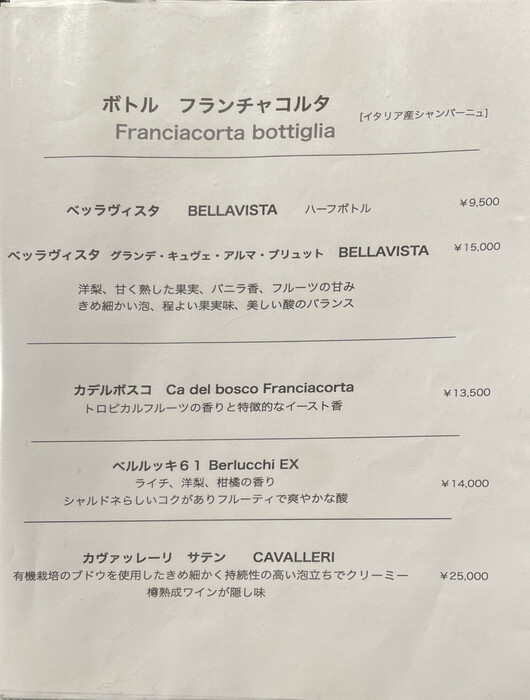 ボトル　フランチャコルタ
[イタリア産シャンパーニュ]
Franciacorta bottiglia
ベッラヴィスタ　BELLAVISTA　ハーフボトル　￥9,500
ベッラヴィスタ　グランデ・キュヴェ・アルマ・ブリュット　BELLAVISTA　￥15,000
洋梨、甘く熟した果実、バニラ香、フルーツの甘み
きめ細かい泡、程よい果実味、美しい酸のバランス
カデルボスコ　Ca del bosco Franciacorta　￥13,500
トロピカルフルーツの香りと特徴的なイースト香
ベルルッキ６１ Berlucchi EX
ライチ、洋梨、柑橘の香り　￥14,000
シャルドネらしいコクがありフルーティで爽やかな酸
カヴァッレーリ　サテン　CAVALLERI
有機栽培のブドウを使用したきめ細かく持続性の高い泡立ちでクリーミー　￥25,000
樽熟成ワインが隠し味